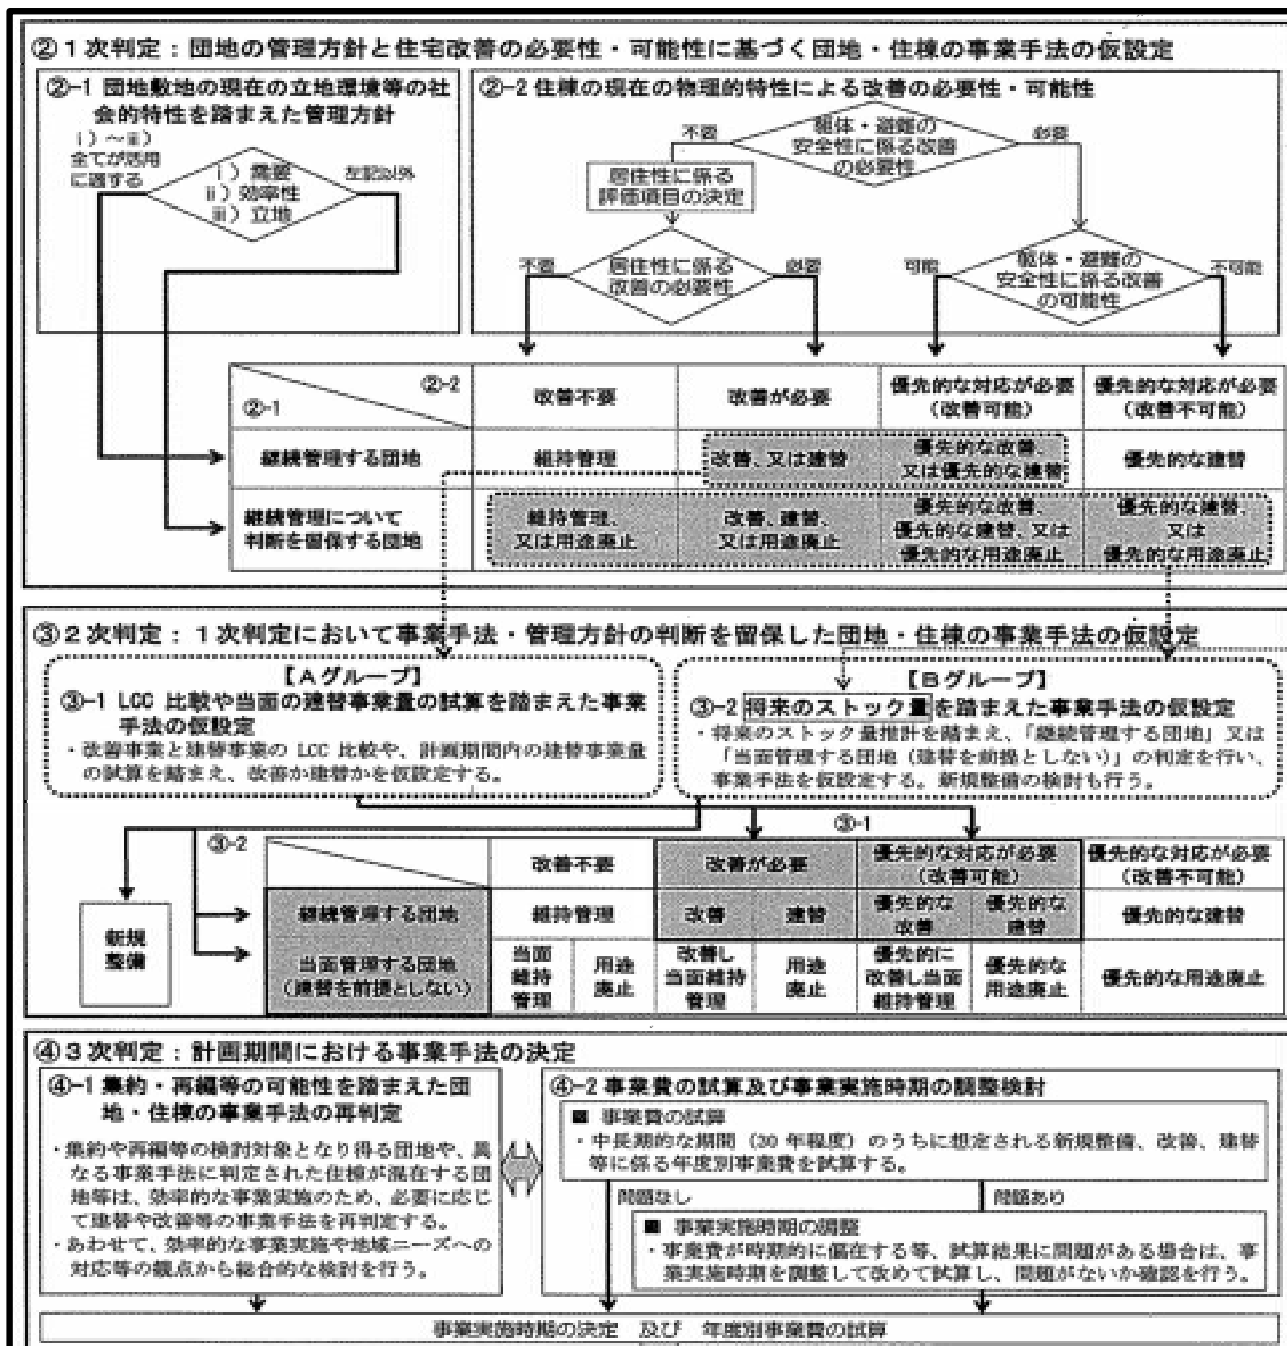 ②1次判定：団地の管理方針と住宅改善の必要性・可能性に基づく団地・住棟の事業手法の仮設定
②-1 団地敷地の現在の立地環境等の社
会的特性を踏まえた管理方針
ⅰ）～ⅲ）
全てが活用
に適する
ⅰ）需要
ⅱ）効率性
ⅲ）立地
左記以外
②-2 住棟の現在の物理的特性による改善の必要性・可能性
不要
躯体・避難の
安全性に係る改善
の必要性
必要
居住性に係る
評価項目の決定
不要
居住性に係る
改善の必要性
必要
可能
躯体・避難の
安全性に係る改善
の可能性
不可能
②-2
②-1
改善不要
改善が必要
優先的な対応が必要
（改善可能）
優先的な対応が必要
（改善不可能）
継続管理する団地
維持管理
改善、又は建替
優先的な改善、
又は優先的な建替
優先的な建替
継続管理について
判断を留保する団地
維持管理、
又は用途廃止
改善、建替、
又は用途廃止
優先的な改善、
優先的な建替、又は
優先的な用途廃止
優先的な建替、
又は
優先的な用途廃止
③2次判定：1次判定において事業手法・管理方針の判断を留保した団地・住棟の事業手法の仮設定
【Aグループ】
③-1 LCC 比較や当面の建替事業量の試算を踏まえた事業
手法の仮設定
・改善事業と建替事業の LCC 比較や、計画期間内の建替事業量
の試算を踏まえ、改善か建替かを仮設定する。
【Bグループ】
③-2 将来のストック量を踏まえた事業手法の仮設定
・将来のストック量推計を踏まえ、「継続管理する団地」又は
「当面管理する団地（建替を前提としない）」の判定を行い、
事業手法を仮設定する。新規整備の検討も行う。
③-1
③-2
改善不要
改善が必要
優先的な対応が必要
（改善可能）
優先的な対応が必要
（改善不可能）
新規
整備
継続管理する団地
維持管理
改善
建替
優先的な
改善
優先的な
建替
優先的な建替
当面管理する団地
（建替を前提としない）
当面
維持
管理
用途
廃止
改善し
当面維持
管理
用途
廃止
優先的に
改善し当面
維持管理
優先的な
用途廃止
優先的な用途廃止
④3次判定：計画期間における事業手法の決定
④-1 集約・再編等の可能性を踏まえた団
地・住棟の事業手法の再判定
・集約や再編等の検討対象となり得る団地や、異
なる事業手法に判定された住棟が混在する団
地等は、効率的な事業実施のため、必要に応じ
て建替や改善等の事業手法を再判定する。
・あわせて、効率的な事業実施や地域ニーズへの
対応等の観点から総合的な検討を行う。
④-2 事業費の試算及び事業実施時期の調整検討
■ 事業費の試算
・中長期的な期間（30 年程度）のうちに想定される新規整備、改善、建替
等に係る年度別事業費を試算する。
問題なし
問題あり
■ 事業実施時期の調整
・事業費が時期的に偏在する等、試算結果に問題がある場合は、事
業実施時期を調整して改めて試算し、問題がないか確認を行う。
事業実施時期の決定 及び 年度別事業費の試算